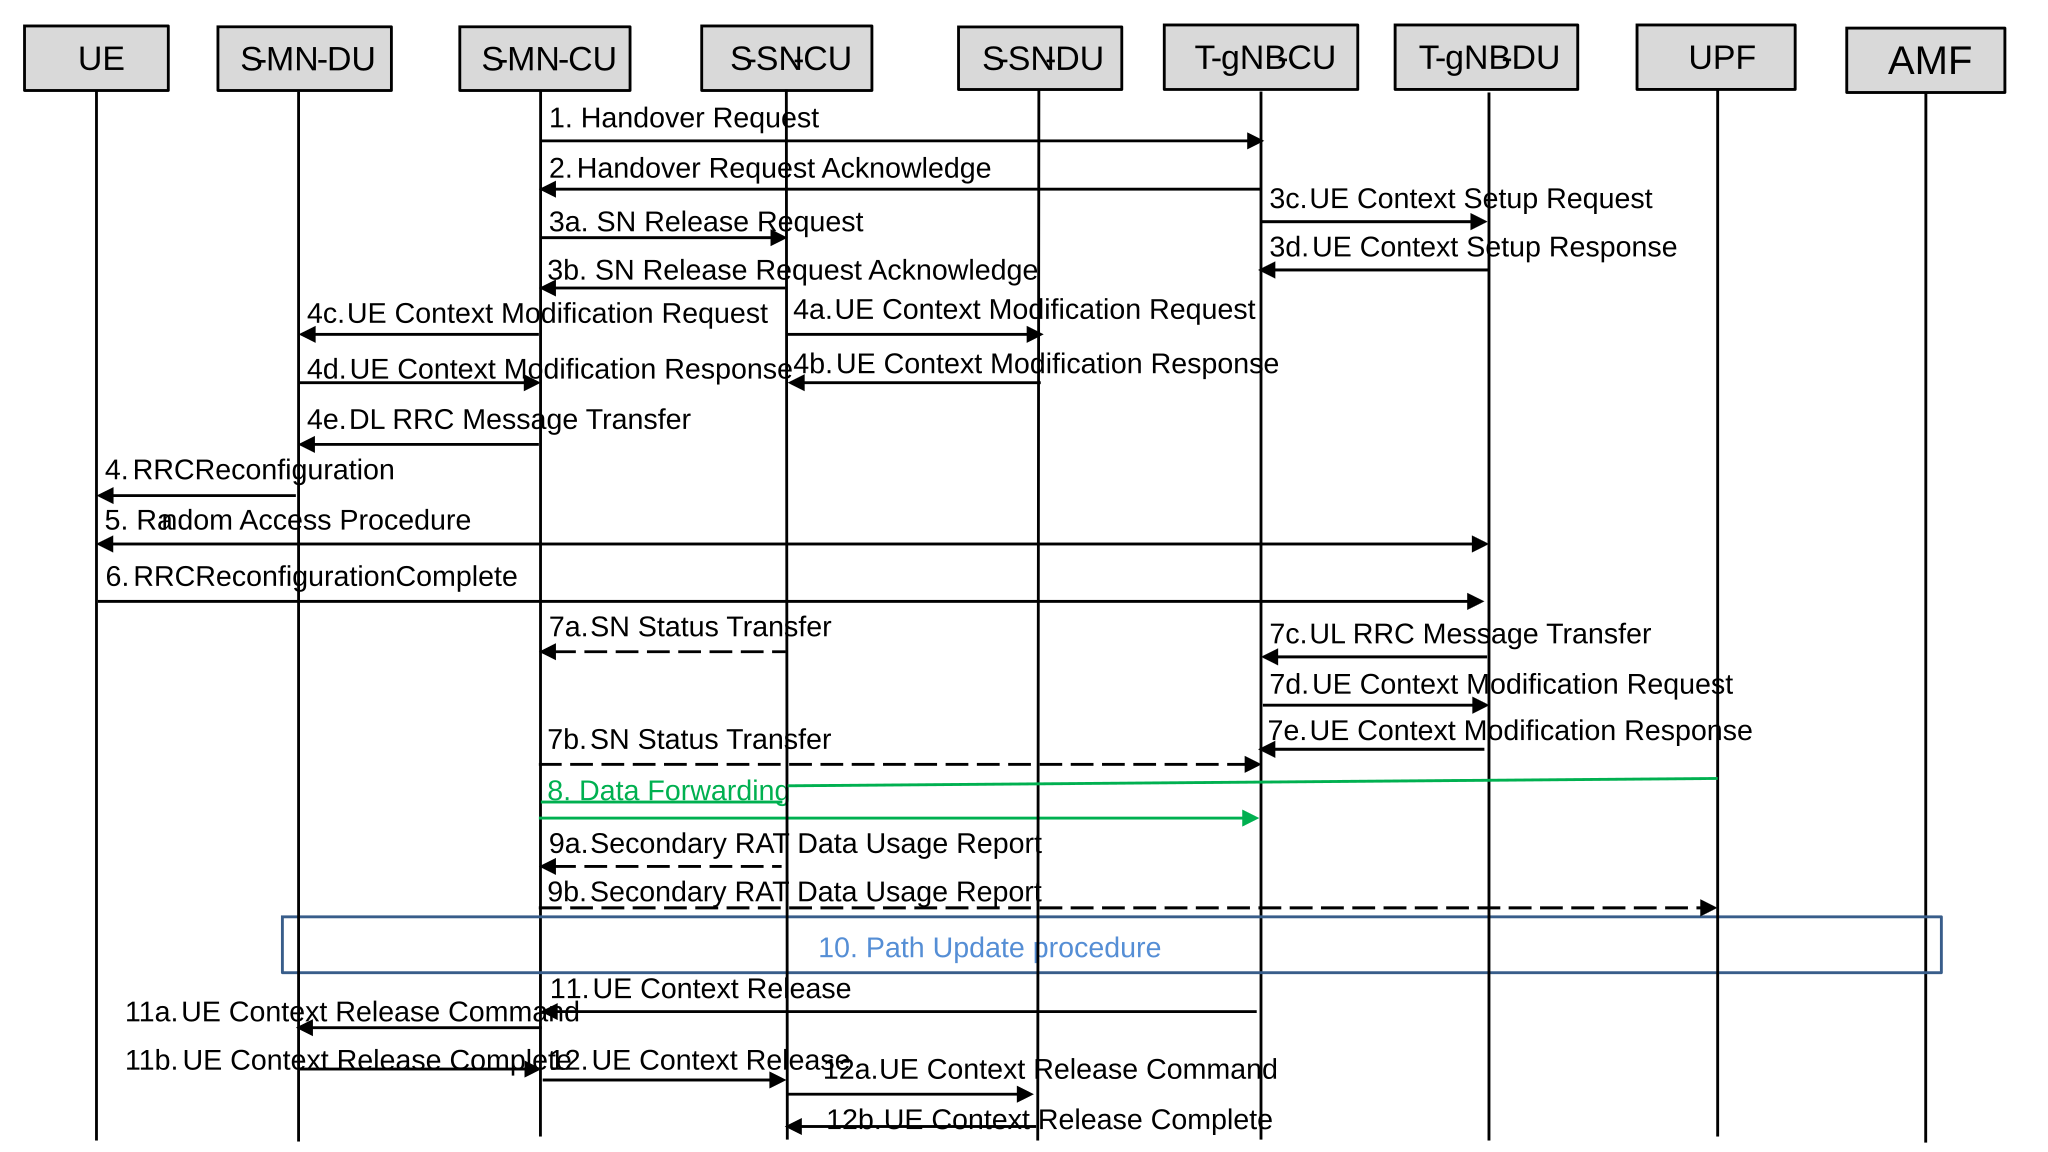 UE
S-MN-DU
S-MN-CU
S-SN-CU
S-SN-DU
T-gNB-CU
T-gNB-DU
UPF
AMF
1. Handover Request
2. Handover Request Acknowledge
3c. UE Context Setup Request
3a. SN Release Request
3d. UE Context Setup Response
3b. SN Release Request Acknowledge
4c. UE Context Modification Request
4a. UE Context Modification Request
4d. UE Context Modification Response
4b. UE Context Modification Response
4e. DL RRC Message Transfer
4. RRCReconfiguration
5. Random Access Procedure
6. RRCReconfigurationComplete
7a. SN Status Transfer
7c. UL RRC Message Transfer
7d. UE Context Modification Request
7e. UE Context Modification Response
7b. SN Status Transfer
8. Data Forwarding
9a. Secondary RAT Data Usage Report
9b. Secondary RAT Data Usage Report
10. Path Update procedure
11. UE Context Release
11a. UE Context Release Command
11b. UE Context Release Complete
12. UE Context Release
12a. UE Context Release Command
12b. UE Context Release Complete